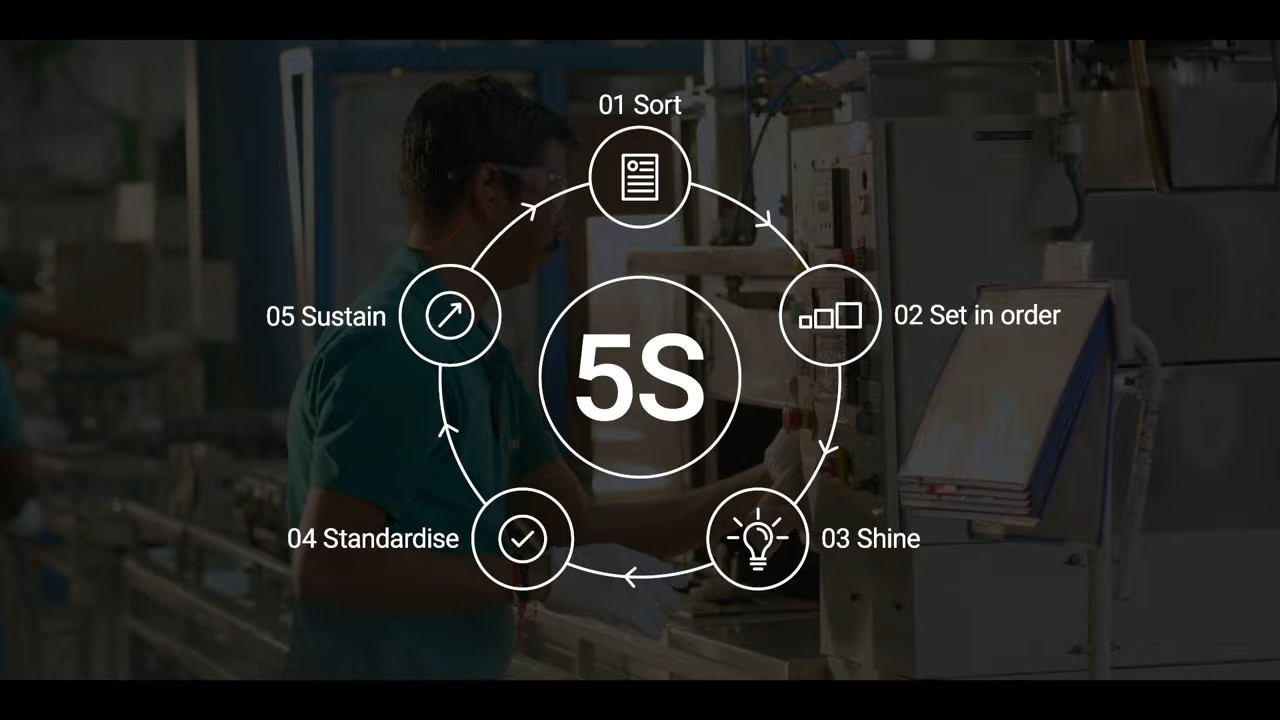 01 Sort
02 Set in order
03 Shine
04 Standardise
05 Sustain
5S